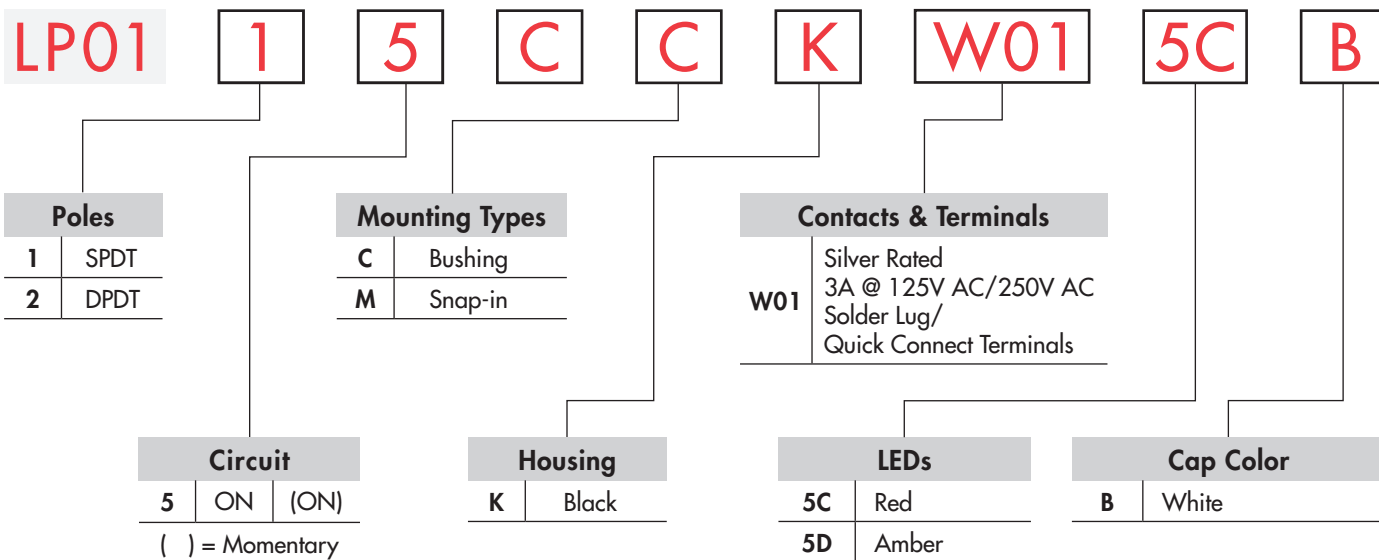 LP01 1 5 C C K W01 5C B
Poles
1 SPDT
2 DPDT
Mounting Types
C Bushing
M Snap-in
Contacts & Terminals
W01 Silver Rated
3A @ 125V AC/250V AC
Solder Lug/
Quick Connect Terminals
Circuit
5 ON (ON)
( ) = Momentary
Housing
K Black
LEDs
5C Red
5D Amber
Cap Color
B White